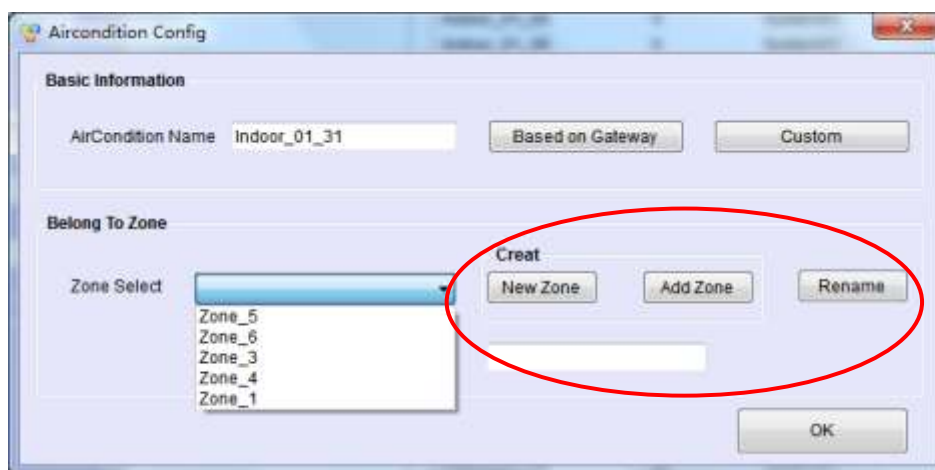 Aircondition Config
Basic Information
AirCondition Name Indoor_01_31 Based on Gateway Custom
Belong To Zone
Creat
Zone Select New Zone Add Zone Rename
Zone_5
Zone_6
Zone_3
Zone_4
Zone_1
OK